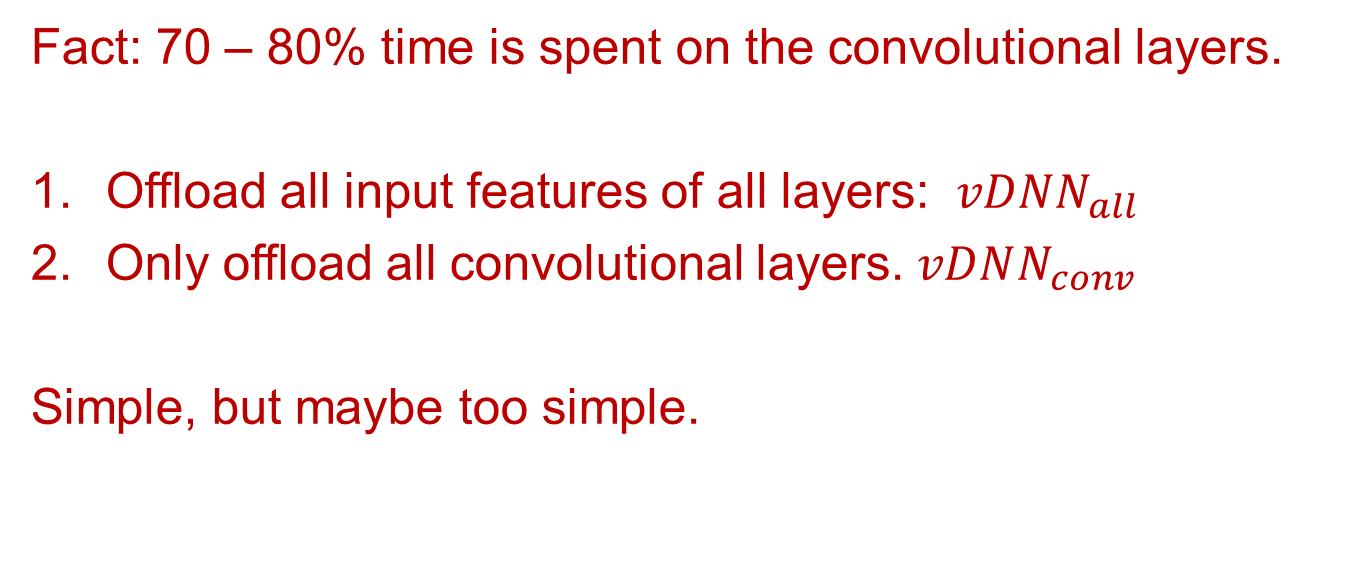 Fact: 70 – 80% time is spent on the convolutional layers.
1. Offload all input features of all layers: vDNN_all
2. Only offload all convolutional layers. vDNN_conv
Simple, but maybe too simple.